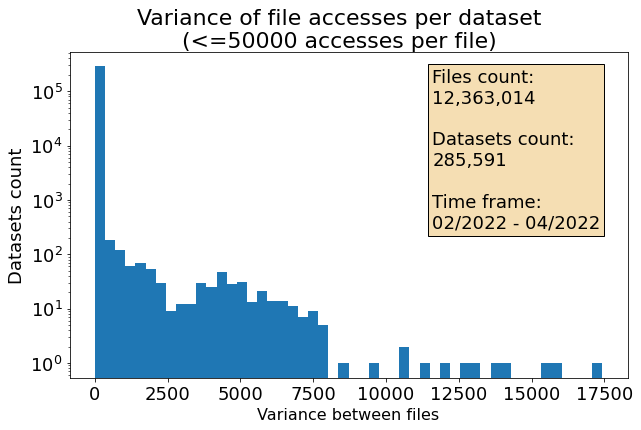 Variance of file accesses per dataset
(<=50000 accesses per file)
Files count:
12,363,014
Datasets count:
285,591
Time frame:
02/2022 - 04/2022
Datasets count
10^5
10^4
10^3
10^2
10^1
10^0
0 2500 5000 7500 10000 12500 15000 17500
Variance between files